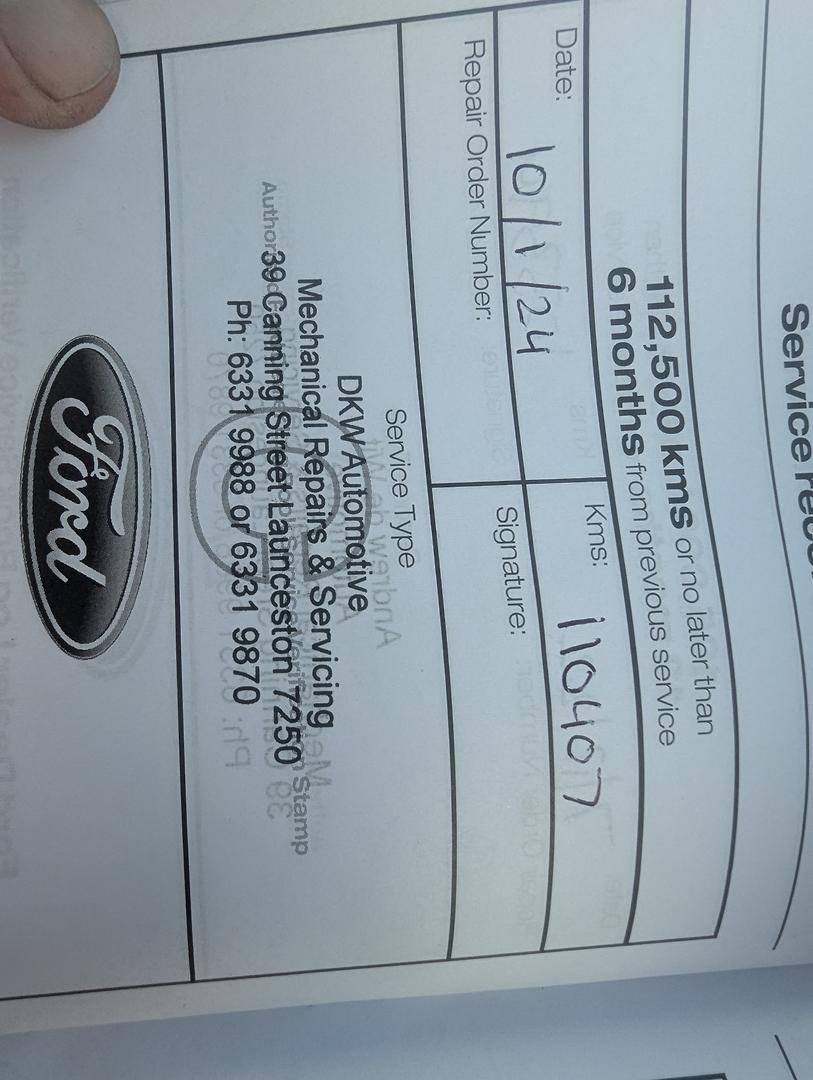 Service
112,500 kms or no later than
6 months from previous service
Date: 10/1/24 Kms: 110407
Repair Order Number: Signature:
Service Type
DKW Automotive
Mechanical Repairs & Servicing
39 Canning Street Launceston 7250
Ph: 6331 9988 or 6331 9870
Stamp
Ford